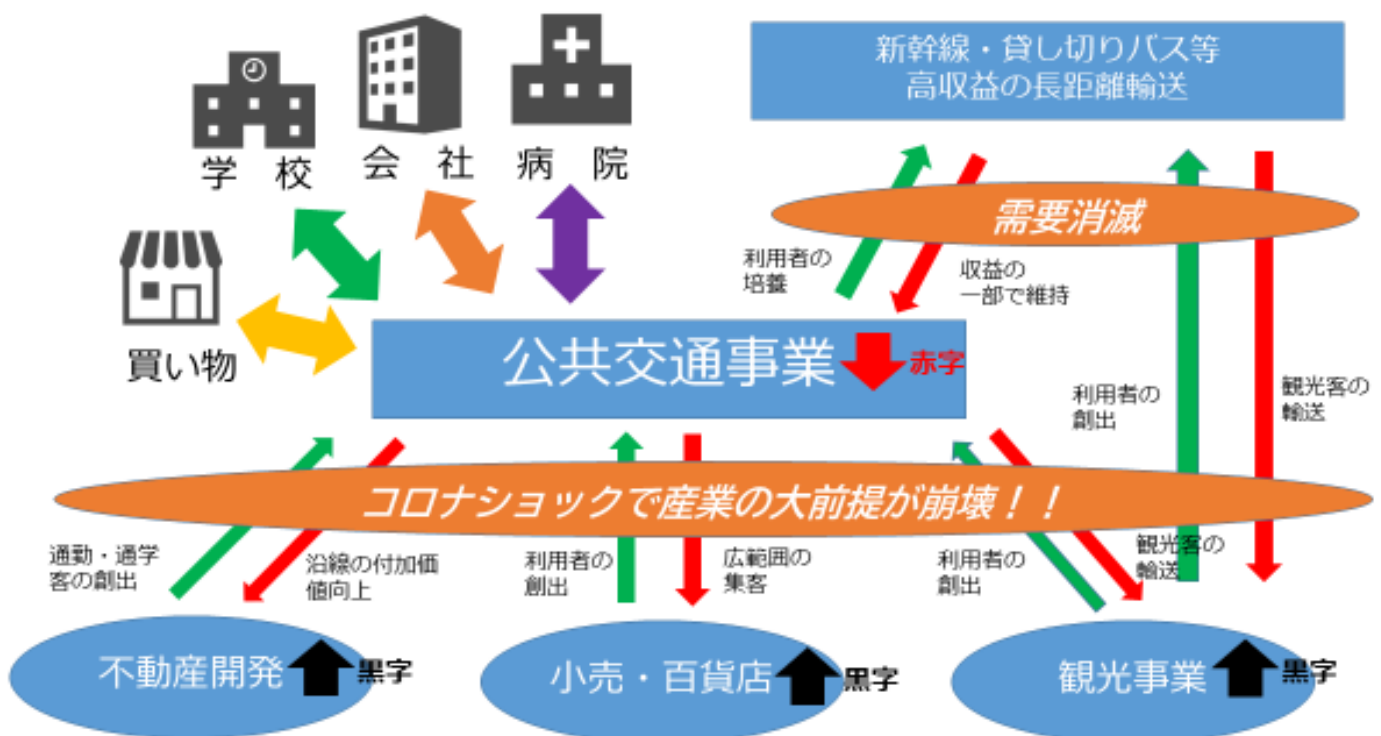 新幹線・貸し切りバス等
高収益の長距離輸送
学 校
会 社
病 院
需要消滅
利用者の
培養
収益の
一部で維持
買い物
公共交通事業
赤字
利用者の
創出
観光客の
輸送
コロナショックで産業の大前提が崩壊！！
通勤・通学
客の創出
沿線の付加価
値向上
利用者の
創出
広範囲の
集客
利用者の
創出
観光客の
輸送
不動産開発
黒字
小売・百貨店
黒字
観光事業
黒字